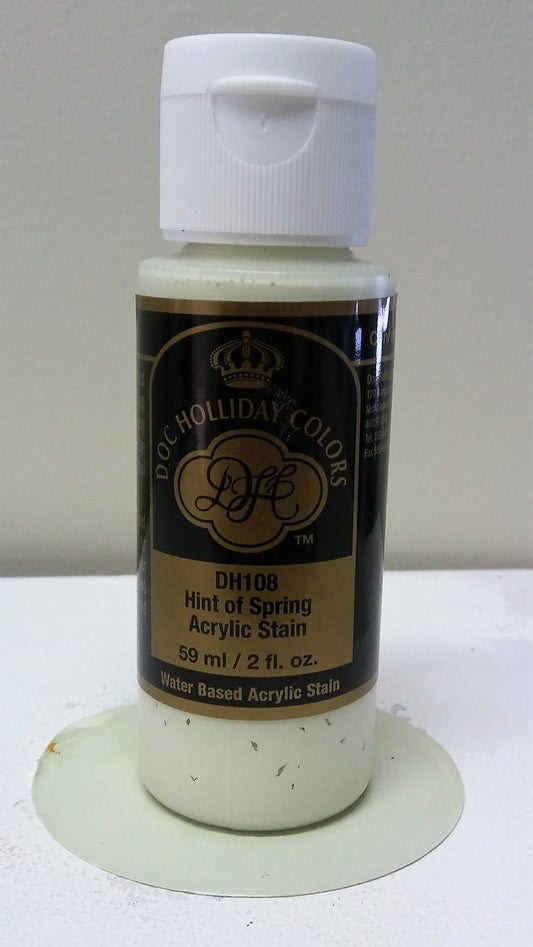 DOC HOLLIDAY COLORS
DHC
TM
DH108
Hint of Spring
Acrylic Stain
59 ml / 2 fl. oz.
Water Based Acrylic Stain